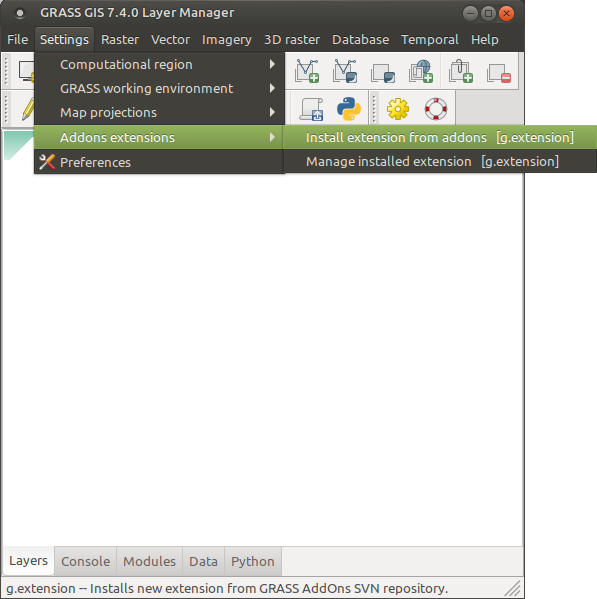 GRASS GIS 7.4.0 Layer Manager
File Settings Raster Vector Imagery 3D raster Database Temporal Help
Computational region
GRASS working environment
Map projections
Addons extensions
Install extension from addons [g.extension]
Preferences
Manage installed extension [g.extension]
Layers Console Modules Data Python
g.extension -- Installs new extension from GRASS AddOns SVN repository.